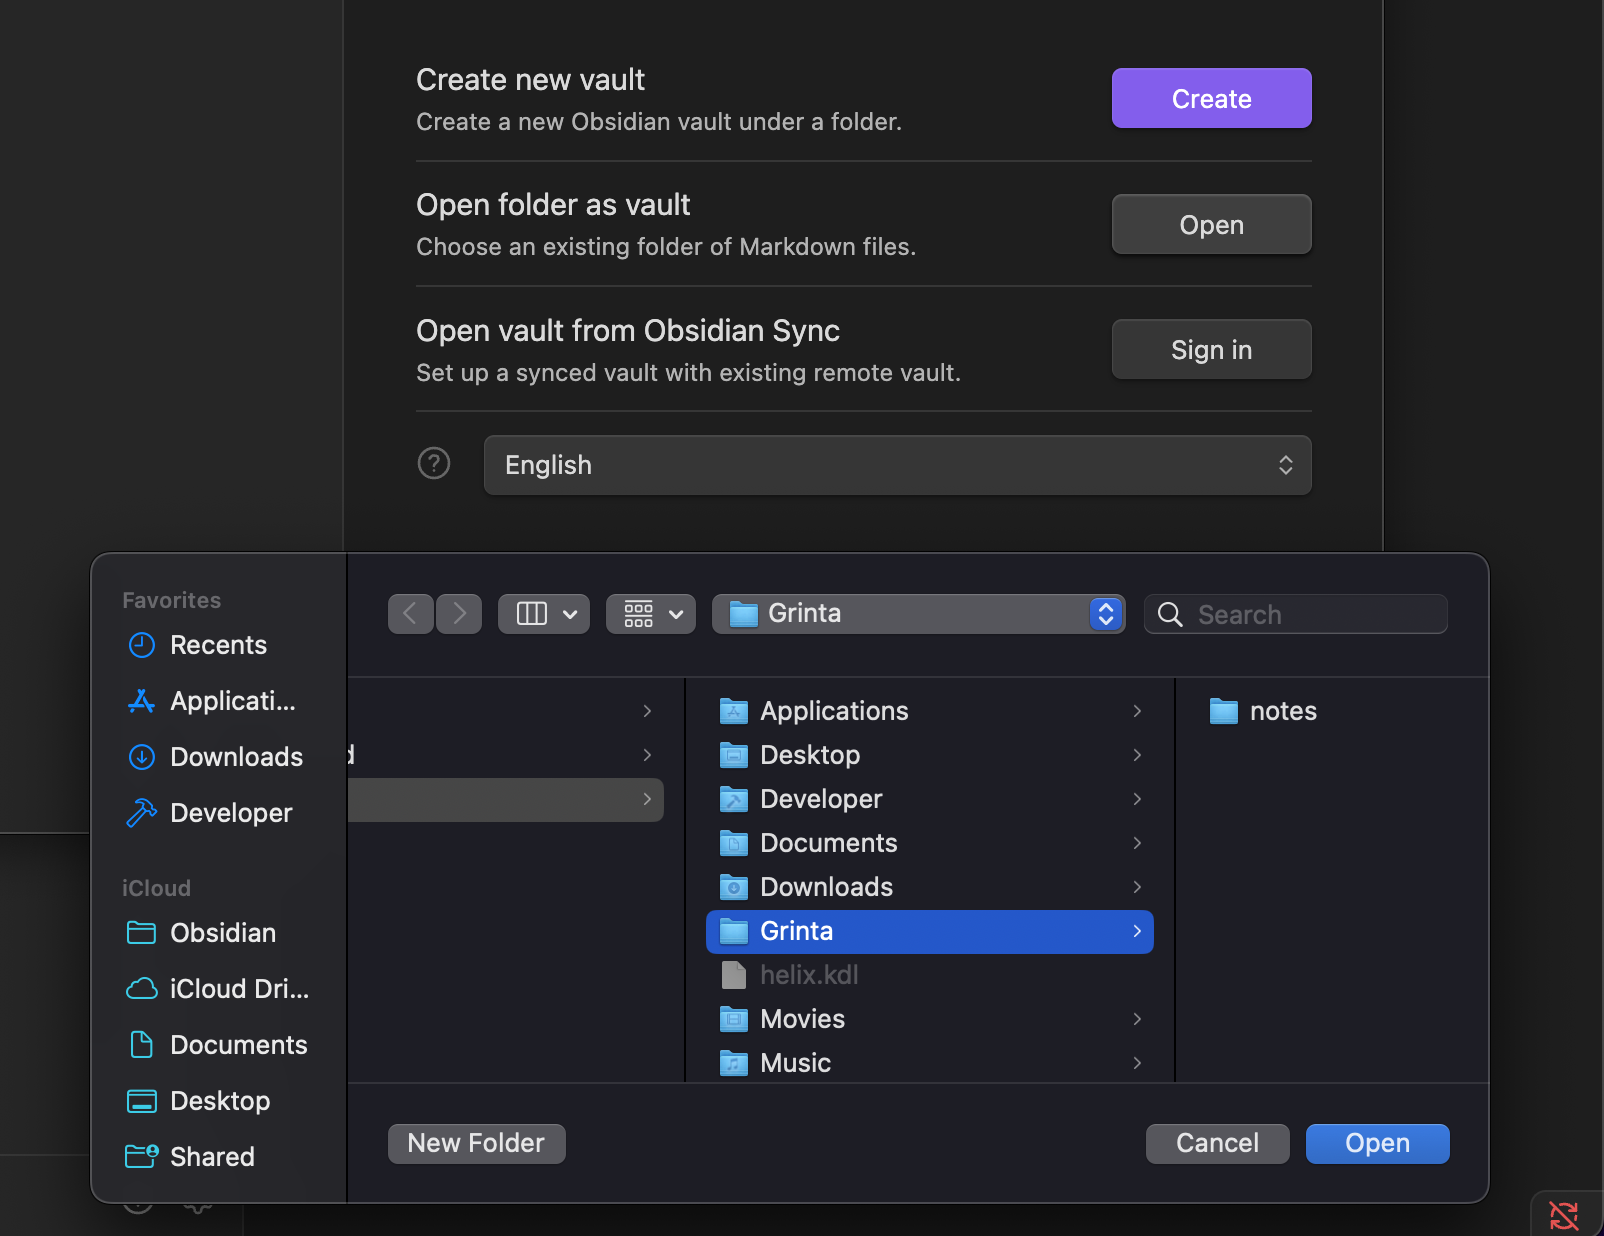 Create new vault
Create a new Obsidian vault under a folder.
Create
Open folder as vault
Choose an existing folder of Markdown files.
Open
Open vault from Obsidian Sync
Set up a synced vault with existing remote vault.
Sign in
English
Favorites
Recents
Applicati...
Downloads
Developer
iCloud
Obsidian
iCloud Dri...
Documents
Desktop
Shared
Grinta
Search
d
Applications
Desktop
Developer
Documents
Downloads
Grinta
helix.kdl
Movies
Music
notes
New Folder
Cancel
Open